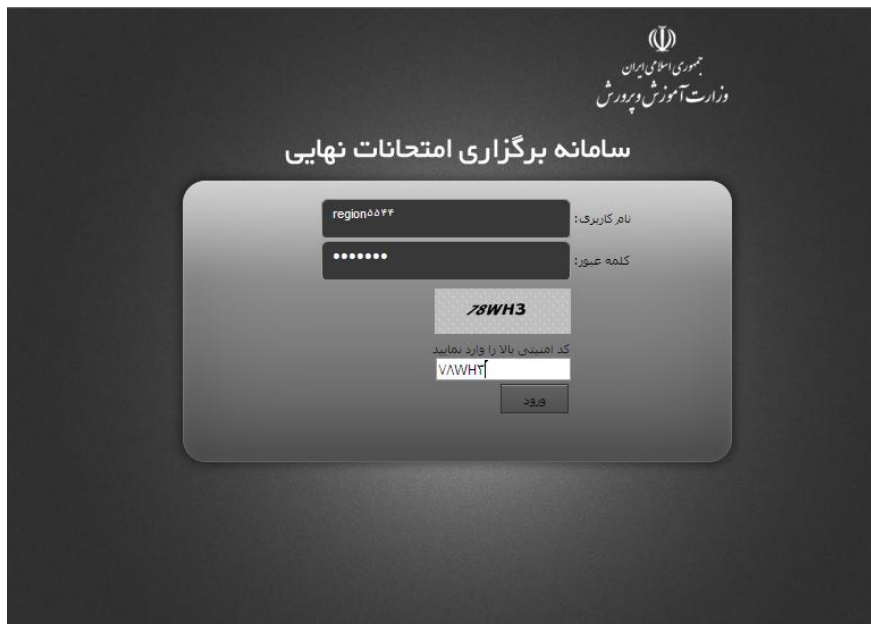 جمهوری اسلامی ایران
وزارت آموزش و پرورش
سامانه برگزاری امتحانات نهایی
نام کاربری: region۵۵۴۴
کلمه عبور: •••••••
78WH3
کد امنیتی بالا را وارد نمایید
۷۸WH۳
ورود